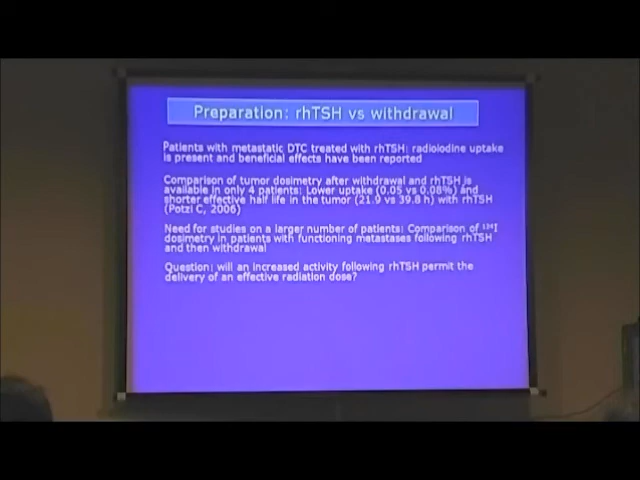 Preparation: rhTSH vs withdrawal
Patients with metastatic DTC treated with rhTSH: radioiodine uptake
is present and beneficial effects have been reported
Comparison of tumor dosimetry after withdrawal and rhTSH is
available in only 4 patients: Lower uptake (0.05 vs 0.08%) and
shorter effective half life in the tumor (21.9 vs 39.8 h) with rhTSH
(Potzi C, 2006)
Need for studies on a larger number of patients: Comparison of ¹²⁴I
dosimetry in patients with functioning metastases following rhTSH
and then withdrawal
Question: will an increased activity following rhTSH permit the
delivery of an effective radiation dose?